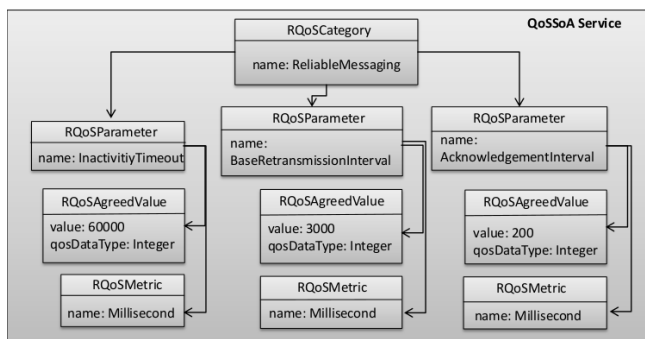 QoSSoA Service
RQoSCategory
name: ReliableMessaging
RQoSParameter
name: InactivitiyTimeout
RQoSParameter
name:
BaseRetransmissionInterval
RQoSParameter
name:
AcknowledgementInterval
RQoSAgreedValue
value: 60000
qosDataType: Integer
RQoSAgreedValue
value: 3000
qosDataType: Integer
RQoSAgreedValue
value: 200
qosDataType: Integer
RQoSMetric
name: Millisecond
RQoSMetric
name: Millisecond
RQoSMetric
name: Millisecond